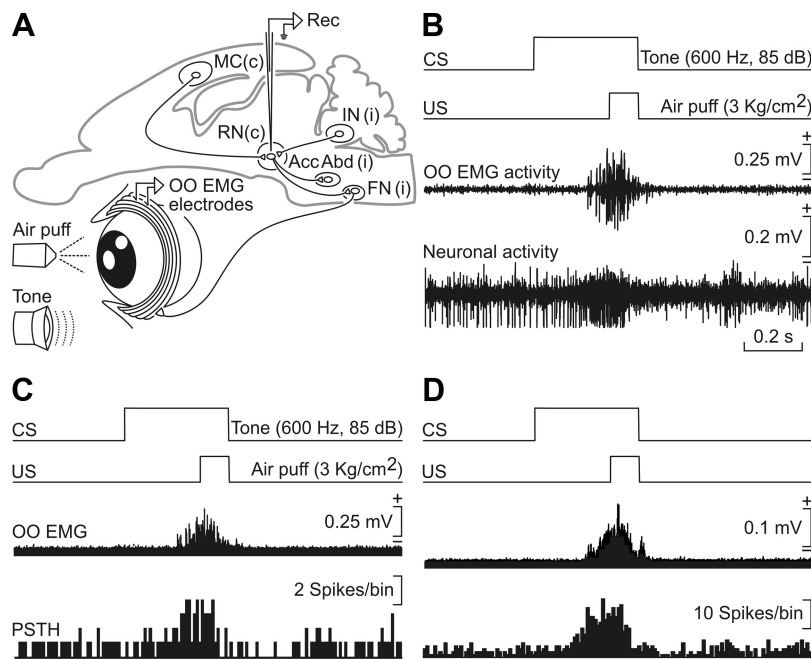 A
Rec
MC(c)
IN (i)
RN(c)
Acc Abd (i)
FN (i)
OO EMG
electrodes
Air puff
Tone
B
CS
Tone (600 Hz, 85 dB)
US
Air puff (3 Kg/cm2)
+
0.25 mV
OO EMG activity
=
+
0.2 mV
Neuronal activity
-
0.2 s
C
CS
Tone (600 Hz, 85 dB)
US
Air puff (3 Kg/cm2)
+
0.25 mV
OO EMG
=
2 Spikes/bin
PSTH
D
CS
US
+
0.1 mV
=
10 Spikes/bin